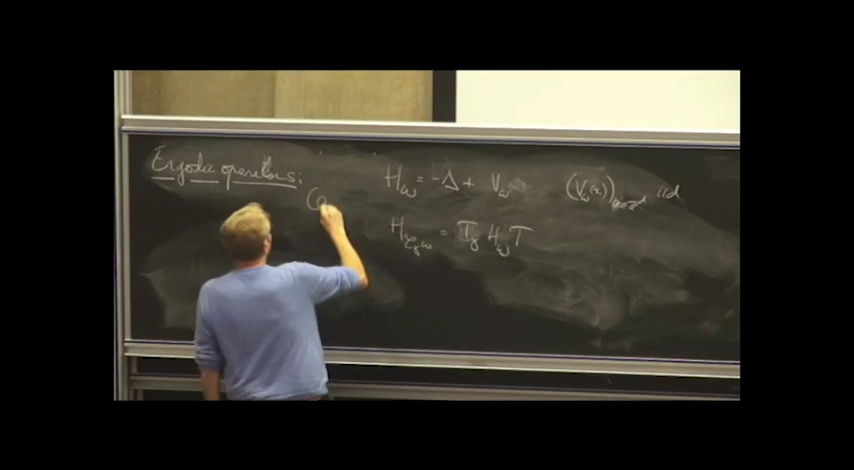 Ergodic operators: H_ω = -Δ + V_ω (V_ω(x)) iid
H_{τ_y ω} = T_y H_ω T